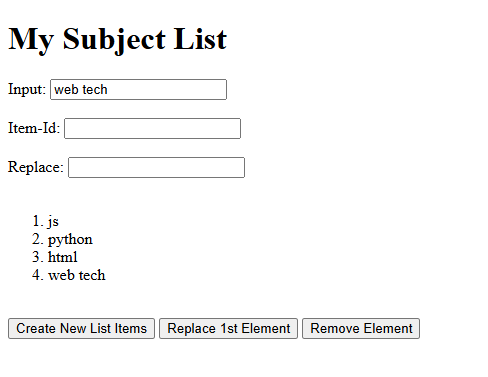 My Subject List
Input: web tech
Item-Id:
Replace:
1. js
2. python
3. html
4. web tech
Create New List Items Replace 1st Element Remove Element